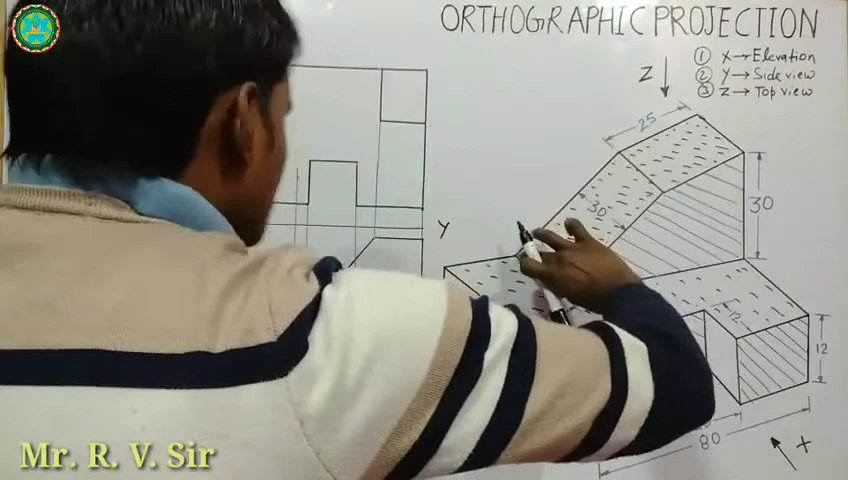 ORTHOGRAPHIC PROJECTION
① X→Elevation
② Y→Side view
③ Z→Top view
Z
25
30
30
Y
12
12
80
X
Mr. R. V. Sir